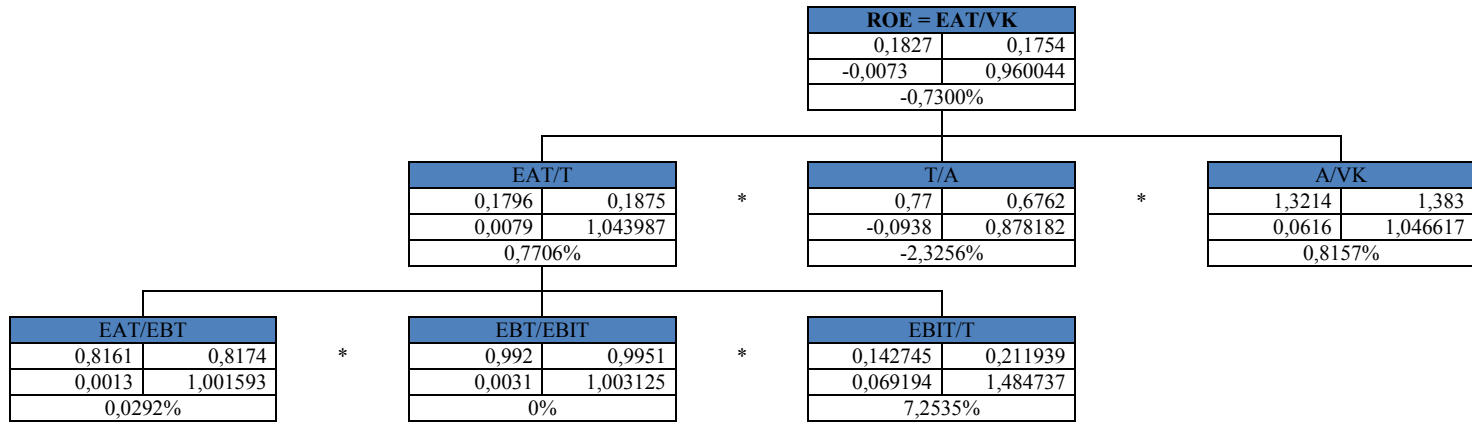 ROE = EAT/VK
0,1827 0,1754
-0,0073 0,960044
-0,7300%
EAT/T * T/A * A/VK
0,1796 0,1875 0,77 0,6762 1,3214 1,383
0,0079 1,043987 -0,0938 0,878182 0,0616 1,046617
0,7706% -2,3256% 0,8157%
EAT/EBT * EBT/EBIT * EBIT/T
0,8161 0,8174 0,992 0,9951 0,142745 0,211939
0,0013 1,001593 0,0031 1,003125 0,069194 1,484737
0,0292% 0% 7,2535%